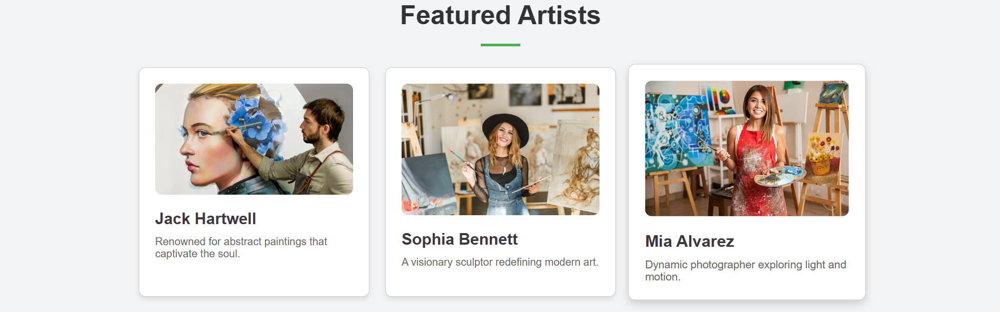 Featured Artists
Jack Hartwell
Renowned for abstract paintings that
captivate the soul.
Sophia Bennett
A visionary sculptor redefining modern art.
Mia Alvarez
Dynamic photographer exploring light and
motion.